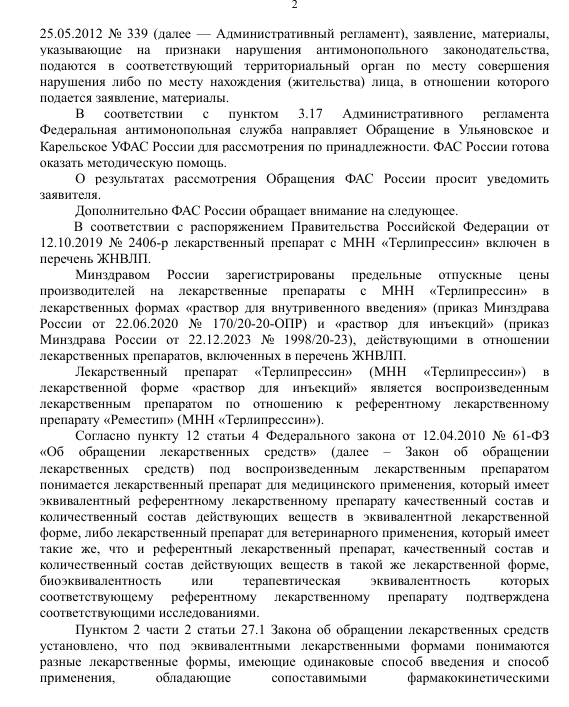 2
25.05.2012 № 339 (далее — Административный регламент), заявление, материалы,
указывающие на признаки нарушения антимонопольного законодательства,
подаются в соответствующий территориальный орган по месту совершения
нарушения либо по месту нахождения (жительства) лица, в отношении которого
подается заявление, материалы.
В соответствии с пунктом 3.17 Административного регламента
Федеральная антимонопольная служба направляет Обращение в Ульяновское и
Карельское УФАС России для рассмотрения по принадлежности. ФАС России готова
оказать методическую помощь.
О результатах рассмотрения Обращения ФАС России просит уведомить
заявителя.
Дополнительно ФАС России обращает внимание на следующее.
В соответствии с распоряжением Правительства Российской Федерации от
12.10.2019 № 2406-р лекарственный препарат с МНН «Терлипрессин» включен в
перечень ЖНВЛП.
Минздравом России зарегистрированы предельные отпускные цены
производителей на лекарственные препараты с МНН «Терлипрессин» в
лекарственных формах «раствор для внутривенного введения» (приказ Минздрава
России от 22.06.2020 № 170/20-20-ОПР) и «раствор для инъекций» (приказ
Минздрава России от 22.12.2023 № 1998/20-23), действующими в отношении
лекарственных препаратов, включенных в перечень ЖНВЛП.
Лекарственный препарат «Терлипрессин» (МНН «Терлипрессин») в
лекарственной форме «раствор для инъекций» является воспроизведенным
лекарственным препаратом по отношению к референтному лекарственному
препарату «Реместип» (МНН «Терлипрессин»).
Согласно пункту 12 статьи 4 Федерального закона от 12.04.2010 № 61-ФЗ
«Об обращении лекарственных средств» (далее – Закон об обращении
лекарственных средств) под воспроизведенным лекарственным препаратом
понимается лекарственный препарат для медицинского применения, который имеет
эквивалентный референтному лекарственному препарату качественный состав и
количественный состав действующих веществ в эквивалентной лекарственной
форме, либо лекарственный препарат для ветеринарного применения, который имеет
такие же, что и референтный лекарственный препарат, качественный состав и
количественный состав действующих веществ в такой же лекарственной форме,
биоэквивалентность или терапевтическая эквивалентность которых
соответствующему референтному лекарственному препарату подтверждена
соответствующими исследованиями.
Пунктом 2 части 2 статьи 27.1 Закона об обращении лекарственных средств
установлено, что под эквивалентными лекарственными формами понимаются
разные лекарственные формы, имеющие одинаковые способ введения и способ
применения, обладающие сопоставимыми фармакокинетическими